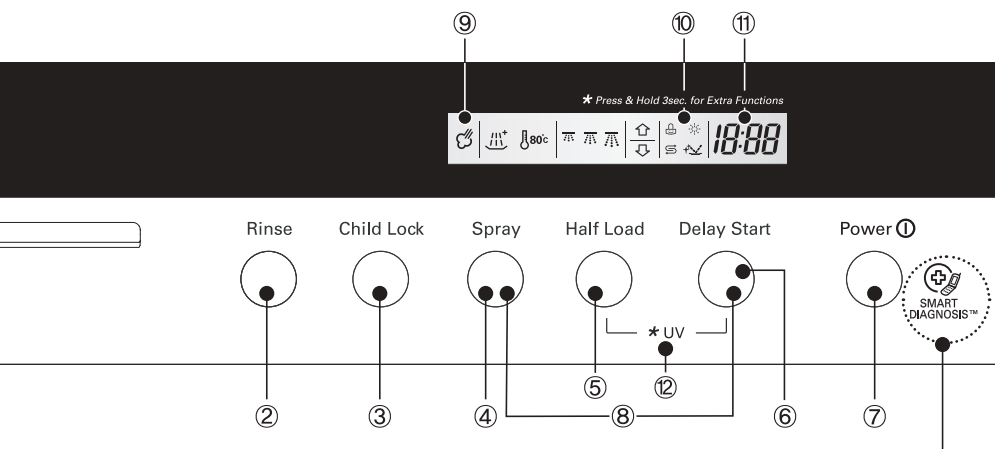 ⑨ ⑩ ⑪
* Press & Hold 3sec. for Extra Functions
80°c 18:88
Rinse Child Lock Spray Half Load Delay Start Power
* UV
SMART
DIAGNOSIS™
② ③ ④ ⑤ ⑧ ⑫ ⑥ ⑦